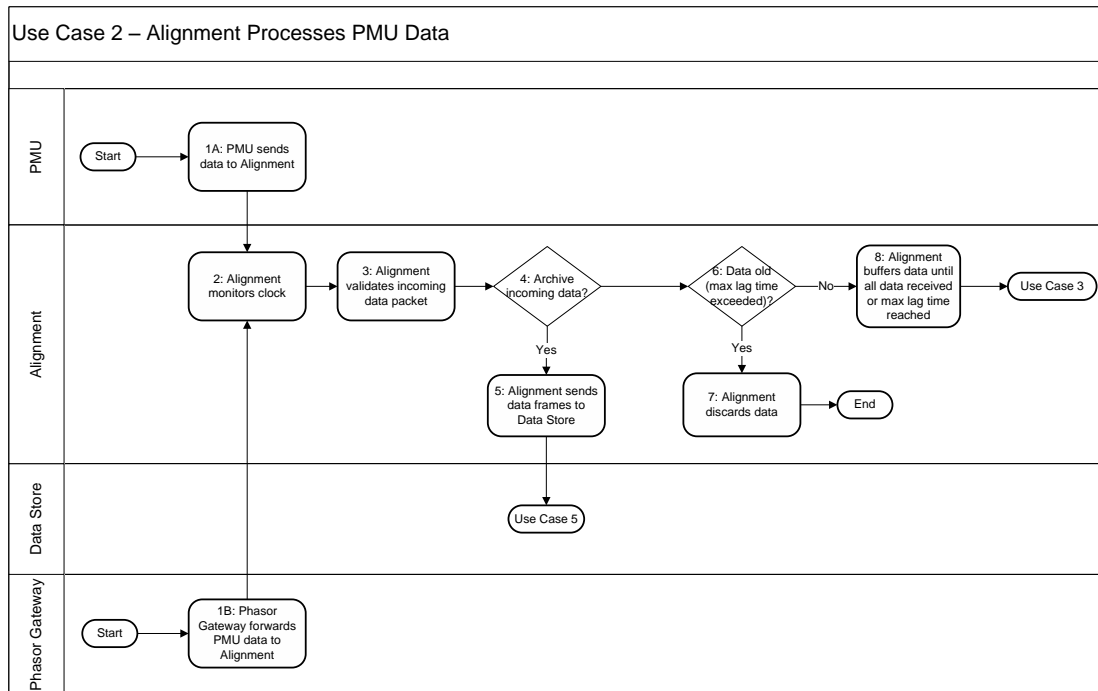 Use Case 2 – Alignment Processes PMU Data
PMU
Start
1A: PMU sends
data to Alignment
Alignment
2: Alignment
monitors clock
3: Alignment
validates incoming
data packet
4: Archive
incoming data?
Yes
5: Alignment sends
data frames to
Data Store
6: Data old
(max lag time
exceeded)?
No
Yes
7: Alignment
discards data
End
8: Alignment
buffers data until
all data received
or max lag time
reached
Use Case 3
Data Store
Use Case 5
Phasor Gateway
Start
1B: Phasor
Gateway forwards
PMU data to
Alignment